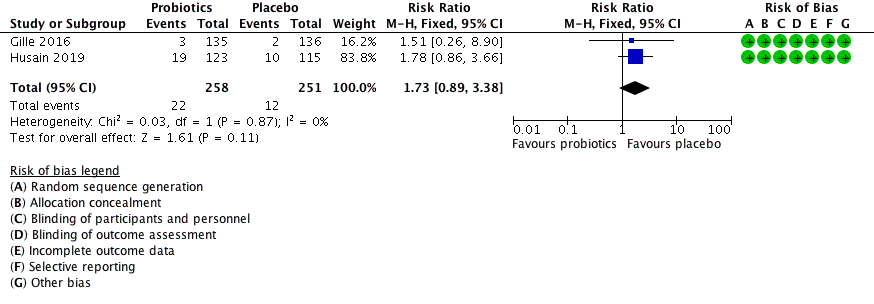 Probiotics Placebo Risk Ratio Risk Ratio Risk of Bias
Study or Subgroup Events Total Events Total Weight M-H, Fixed, 95% CI M-H, Fixed, 95% CI A B C D E F G
Gille 2016 3 135 2 136 16.2% 1.51 [0.26, 8.90] + + + + + + +
Husain 2019 19 123 10 115 83.8% 1.78 [0.86, 3.66] + + + + + + +
Total (95% CI) 258 251 100.0% 1.73 [0.89, 3.38]
Total events 22 12
Heterogeneity: Chi² = 0.03, df = 1 (P = 0.87); I² = 0%
Test for overall effect: Z = 1.61 (P = 0.11)
0.01 0.1 1 10 100
Favours probiotics Favours placebo
Risk of bias legend
(A) Random sequence generation
(B) Allocation concealment
(C) Blinding of participants and personnel
(D) Blinding of outcome assessment
(E) Incomplete outcome data
(F) Selective reporting
(G) Other bias